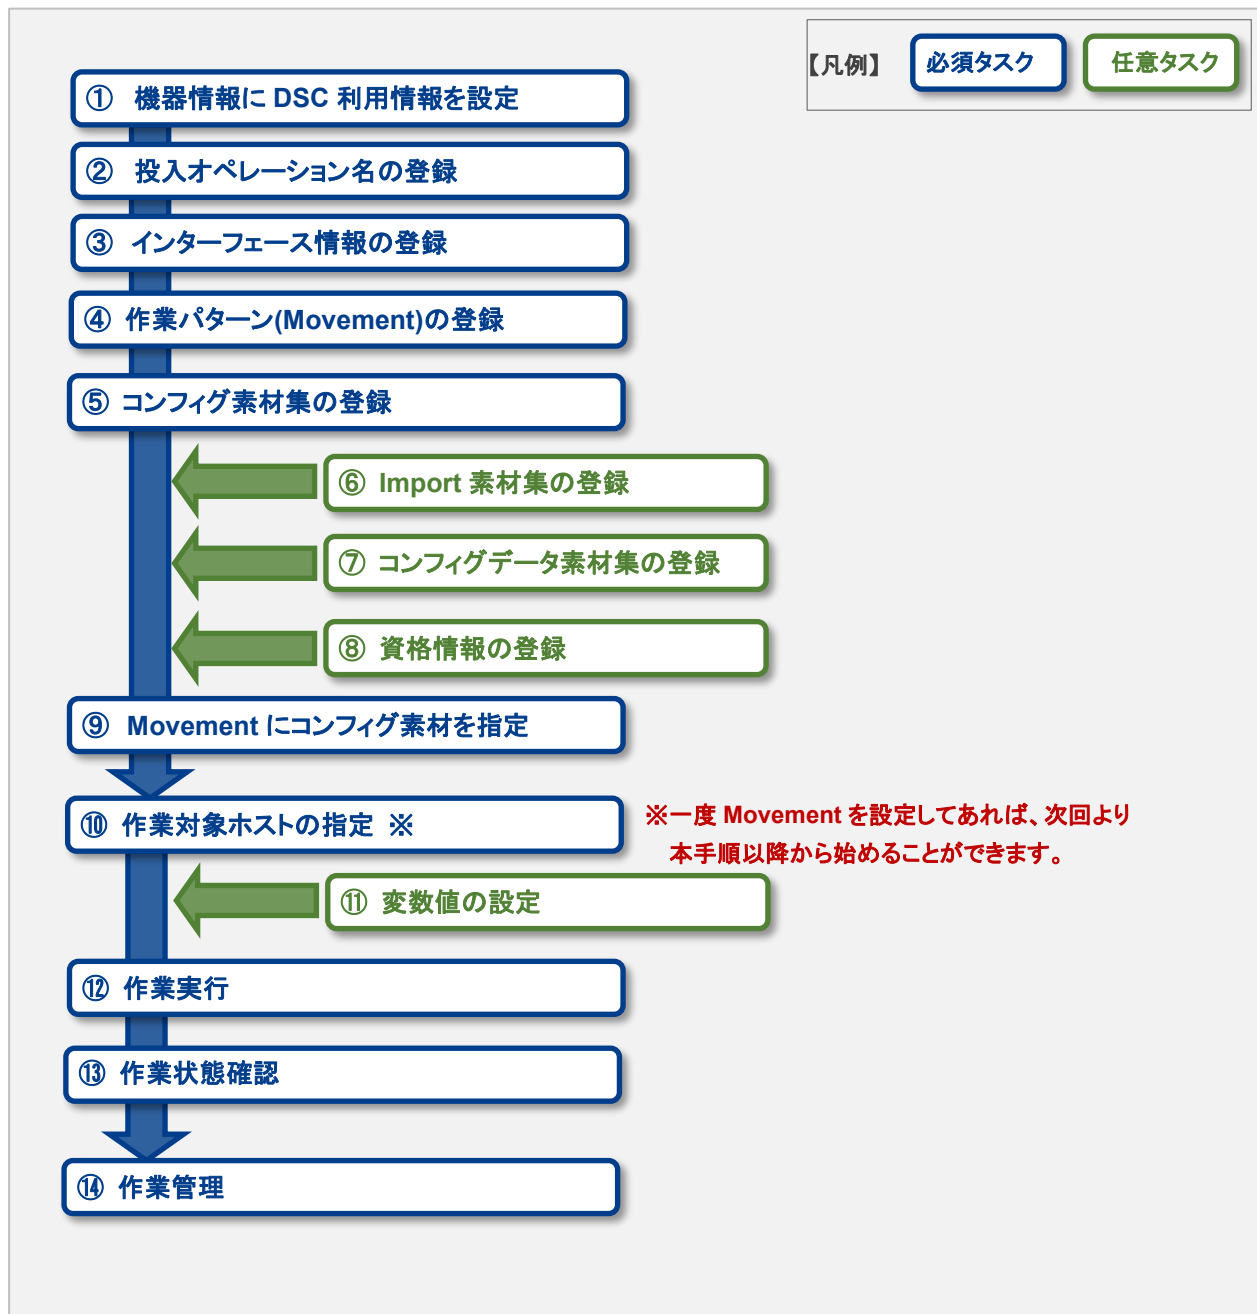 【凡例】 必須タスク 任意タスク
① 機器情報に DSC 利用情報を設定
② 投入オペレーション名の登録
③ インターフェース情報の登録
④ 作業パターン(Movement)の登録
⑤ コンフィグ素材集の登録
⑥ Import 素材集の登録
⑦ コンフィグデータ素材集の登録
⑧ 資格情報の登録
⑨ Movement にコンフィグ素材を指定
⑩ 作業対象ホストの指定 ※
※一度 Movement を設定してあれば、次回より
本手順以降から始めることができます。
⑪ 変数値の設定
⑫ 作業実行
⑬ 作業状態確認
⑭ 作業管理